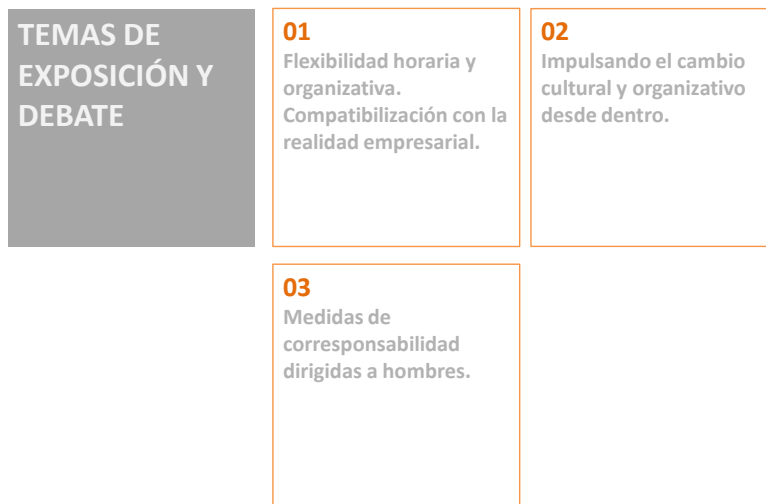 TEMAS DE
EXPOSICIÓN Y
DEBATE
01
Flexibilidad horaria y
organizativa.
Compatibilización con la
realidad empresarial.
02
Impulsando el cambio
cultural y organizativo
desde dentro.
03
Medidas de
corresponsabilidad
dirigidas a hombres.